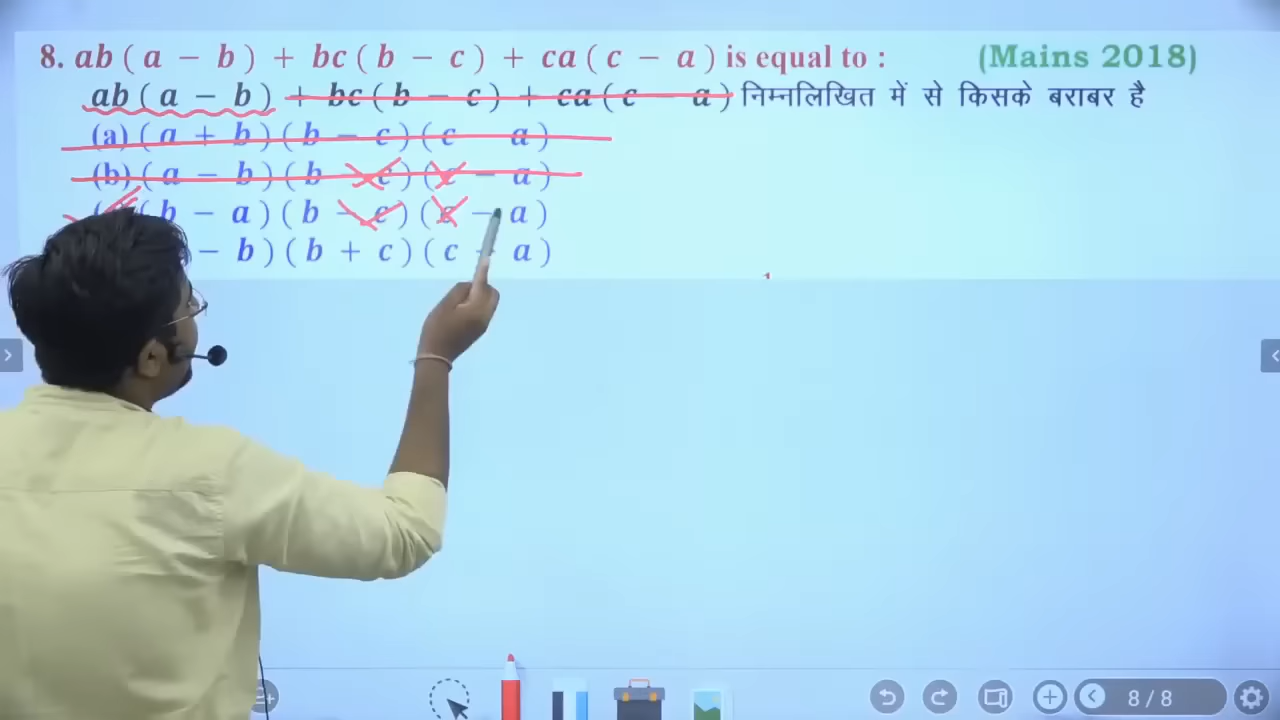 8. ab ( a − b ) + bc ( b − c ) + ca ( c − a ) is equal to : (Mains 2018)
ab ( a − b ) + bc ( b − c ) + ca ( c − a ) निम्नलिखित में से किसके बराबर है
(a) ( a + b ) ( b − c ) ( c a )
(b) ( a − b ) ( b c ) ( c − a )
( b − a ) ( b − c ) ( c − a )
− b ) ( b + c ) ( c a )
8 / 8